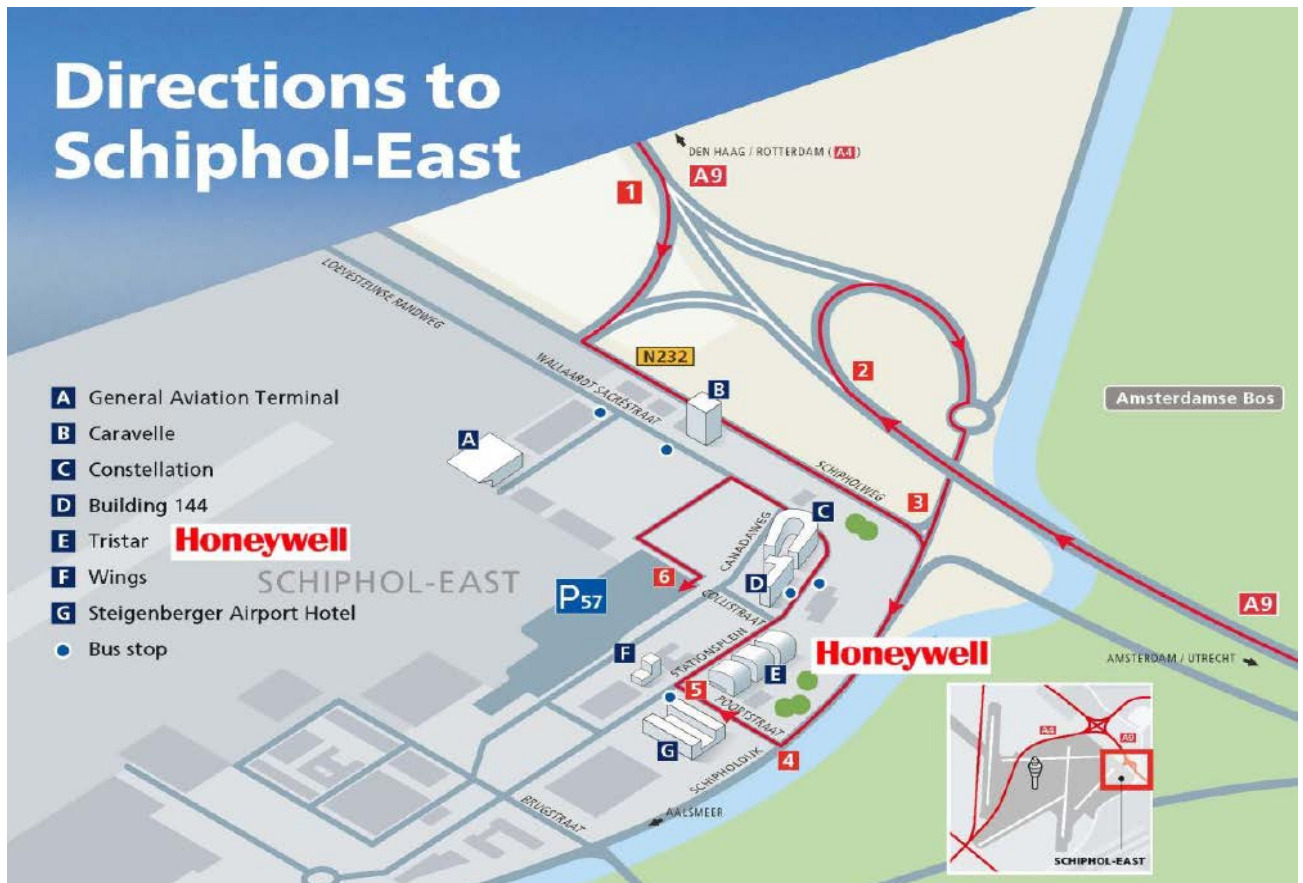 Directions to
Schiphol-East
DEN HAAG / ROTTERDAM (A4)
A9
1
LOEVESTEIJNSE RANDWEG
N232
WALLAARDT SACRÉSTRAAT
2
B
Amsterdamse Bos
A General Aviation Terminal
B Caravelle
C Constellation
D Building 144
E Tristar Honeywell
F Wings
G Steigenberger Airport Hotel
Bus stop
A
SCHIPHOLWEG
3
C
CANADAWEG
SCHIPHOL-EAST
P57
6
D
COLLISTRAAT
A9
AMSTERDAM / UTRECHT
STATIONSPLEIN
F
Honeywell
E
5
POORTSTRAAT
G
4
SCHIPHOLDIJK
BRUGSTRAAT
AALSMEER
A4
A9
SCHIPHOL-EAST